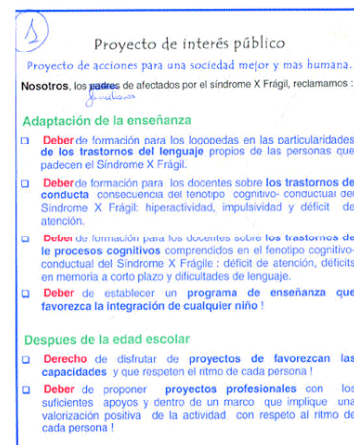 1
Proyecto de interés público
Proyecto de acciones para una sociedad mejor y mas humana.
Nosotros, los padres de afectados por el síndrome X Frágil, reclamamos :
familiares
Adaptación de la enseñanza
Deber de formación para los logopedas en las particularidades
de los trastornos del lenguaje propios de las personas que
padecen el Síndrome X Frágil.
Deber de formación para los docentes sobre los trastornos de
conducta consecuencia del fenotipo cognitivo- conductual del
Síndrome X Frágil: hiperactividad, impulsividad y déficit de
atención.
Deber de formación para los docentes sobre los trastornos de
le procesos cognitivos comprendidos en el fenotipo cognitivo-
conductual del Síndrome X Frágile : déficit de atención, déficits
en memoria a corto plazo y dificultades de lenguaje.
Deber de establecer un programa de enseñanza que
favorezca la integración de cualquier niño !
Despues de la edad escolar
Derecho de disfrutar de proyectos de favorezcan las
capacidades y que respeten el ritmo de cada persona !
Deber de proponer proyectos profesionales con los
suficientes apoyos y dentro de un marco que implique una
valorización positiva de la actividad con respeto al ritmo de
cada persona !